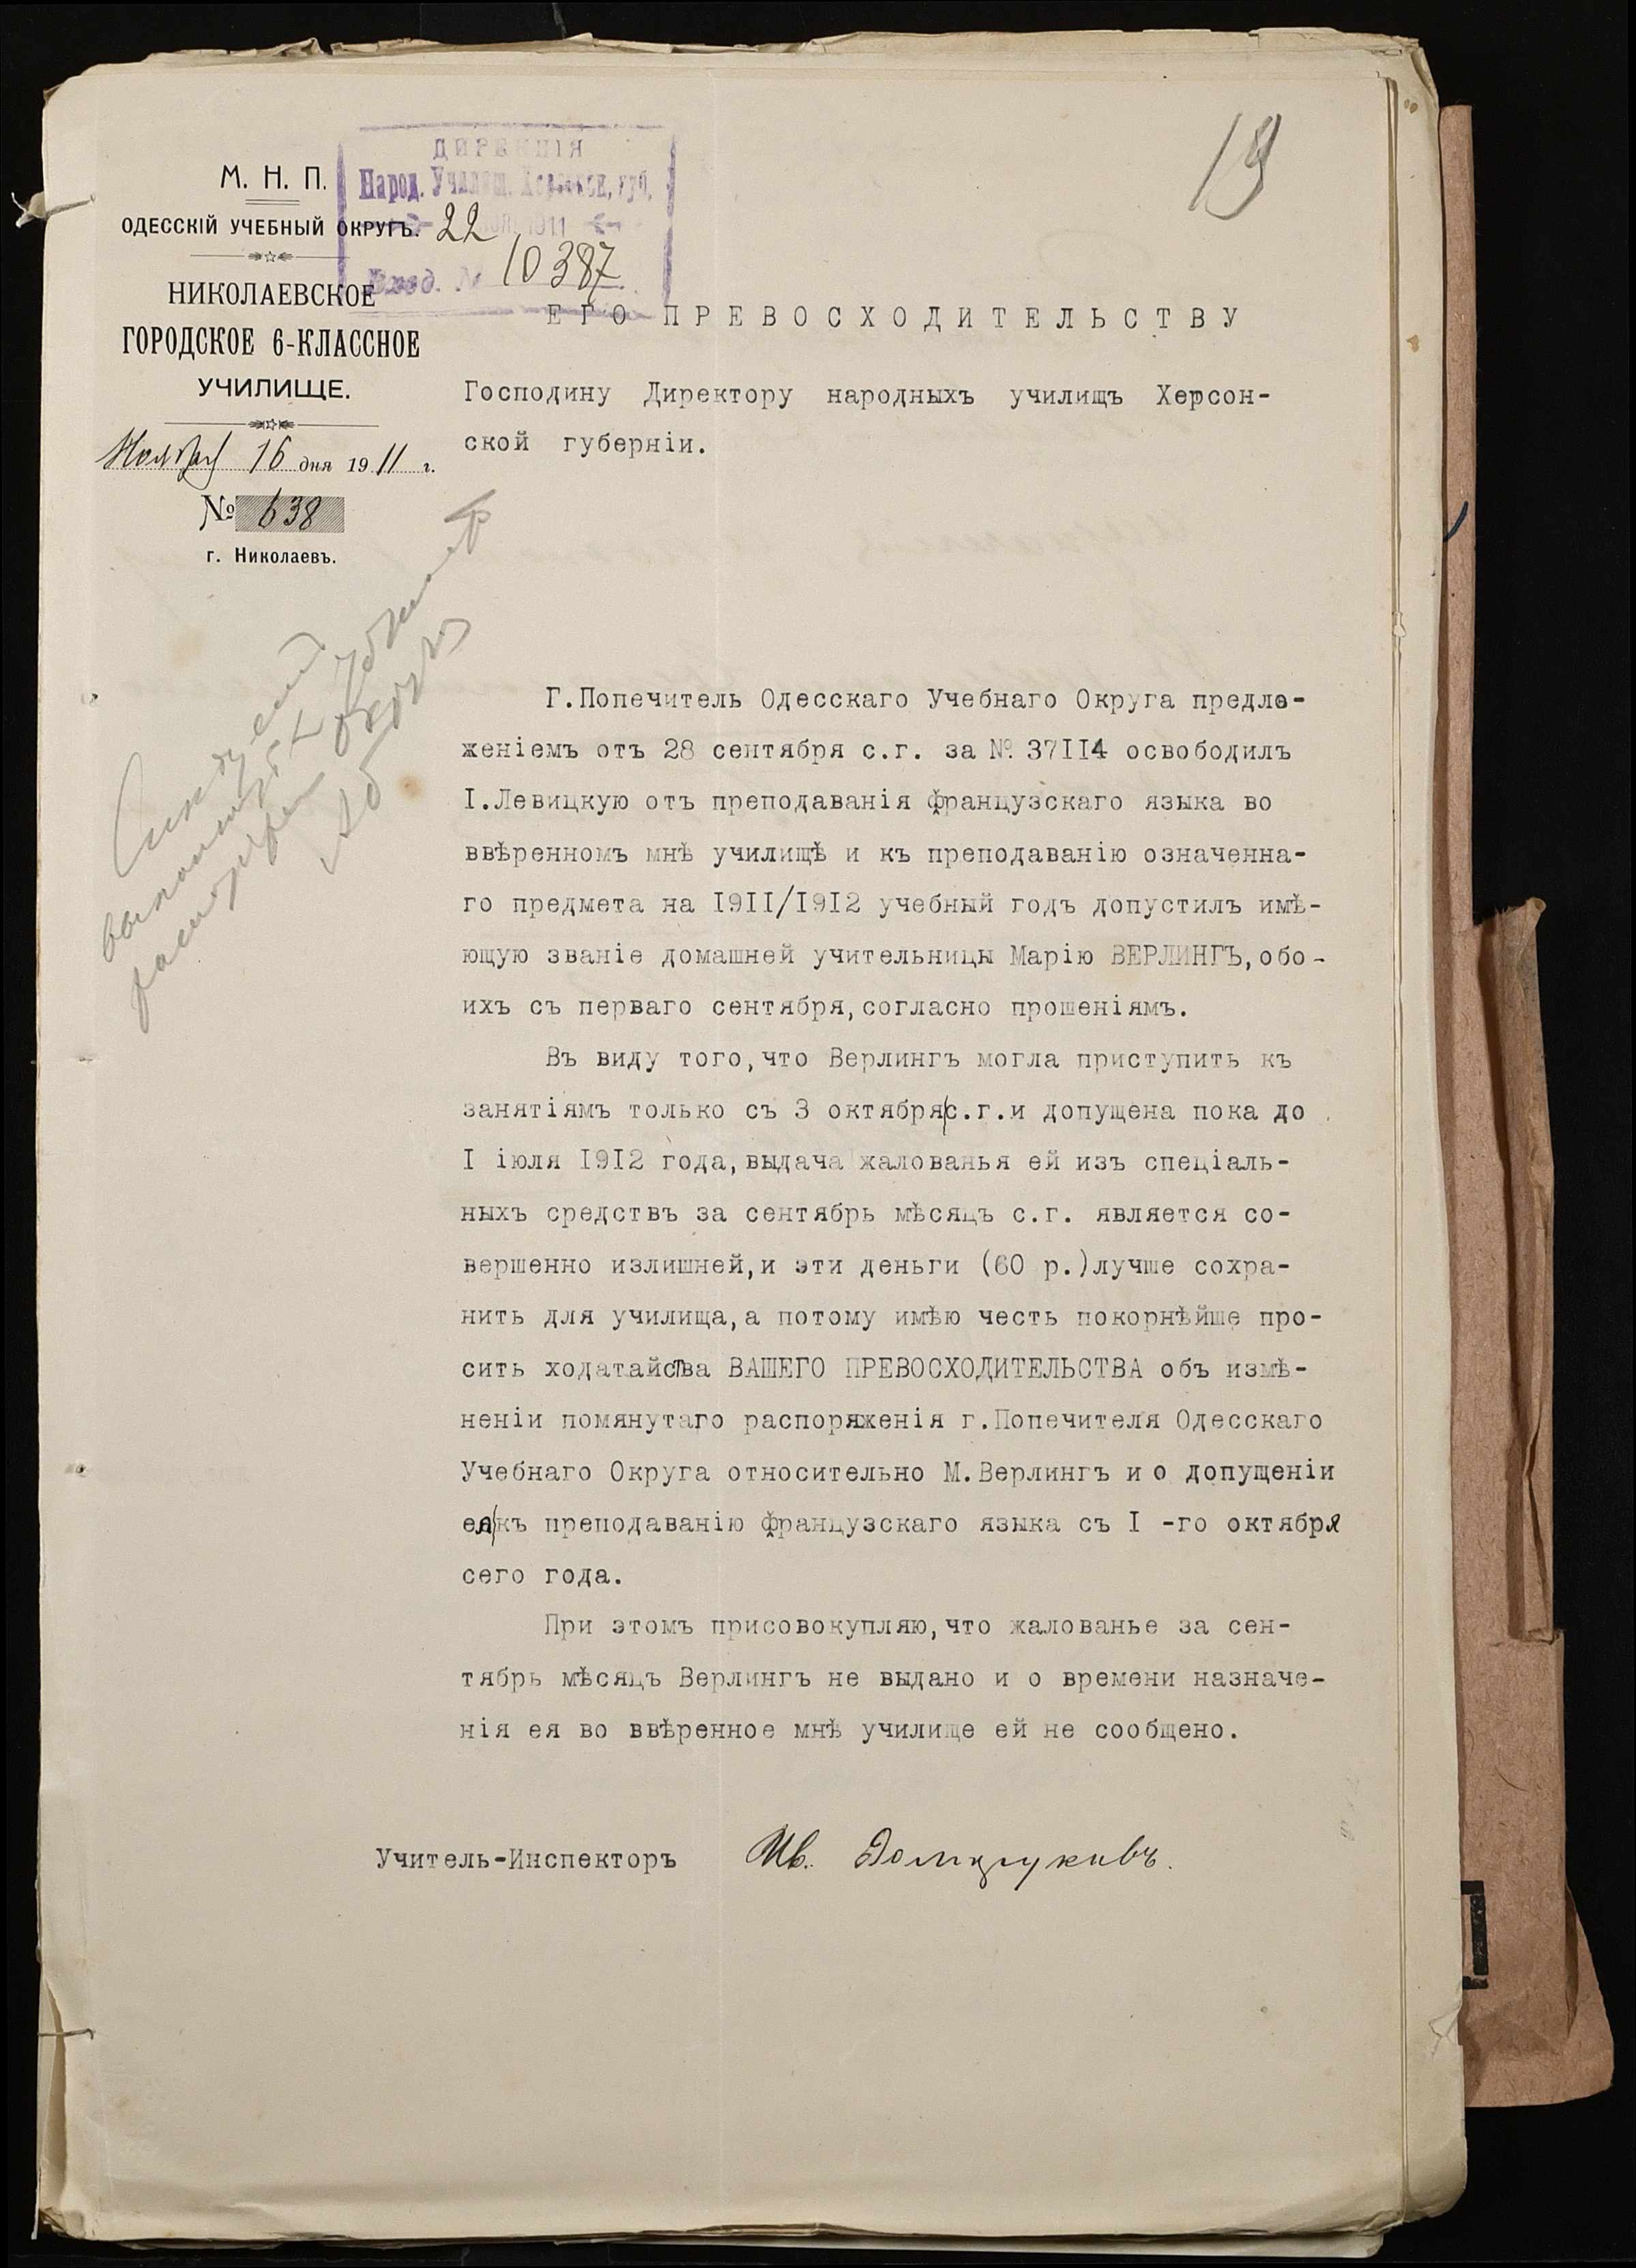 19
ДИРЕКЦІЯ
Народ. Училищ. Херсонск. губ.
22 1911
Вход. № 10387
М. Н. П.
ОДЕССКІЙ УЧЕБНЫЙ ОКРУГЪ.
НИКОЛАЕВСКОЕ
ГОРОДСКОЕ 6-КЛАССНОЕ
УЧИЛИЩЕ.
Ноября 16 дня 1911 г.
№ 638
г. Николаевъ.
ЕГО ПРЕВОСХОДИТЕЛЬСТВУ
Господину Директору народныхъ училищъ Херсон-
ской губерніи.
Г.Попечитель Одесскаго Учебнаго Округа предло-
женіемъ отъ 28 сентября с.г. за № 37II4 освободилъ
I.Левицкую отъ преподаванія французскаго языка во
ввѣренномъ мнѣ училищѣ и къ преподаванію означенна-
го предмета на I9II/I9I2 учебный годъ допустилъ имѣ-
ющую званіе домашней учительницы Марію ВЕРЛИНГЪ,обо-
ихъ съ перваго сентября,согласно прошеніямъ.
Въ виду того,что Верлингъ могла приступить къ
занятіямъ только съ 3 октября с.г.и допущена пока до
I іюля I9I2 года,выдача жалованья ей изъ спеціаль-
ныхъ средствъ за сентябрь мѣсяцъ с.г. является со-
вершенно излишней,и эти деньги (60 р.)лучше сохра-
нить для училища,а потому имѣю честь покорнѣйше про-
сить ходатайства ВАШЕГО ПРЕВОСХОДИТЕЛЬСТВА объ измѣ-
неніи помянутаго распоряженія г.Попечителя Одесскаго
Учебнаго Округа относительно М.Верлингъ и о допущеніи
ея къ преподаванію французскаго языка съ I -го октября
сего года.
При этомъ присовокупляю,что жалованье за сен-
тябрь мѣсяцъ Верлингъ не выдано и о времени назначе-
нія ея во ввѣренное мнѣ училище ей не сообщено.
Учитель-Инспекторъ Ив.